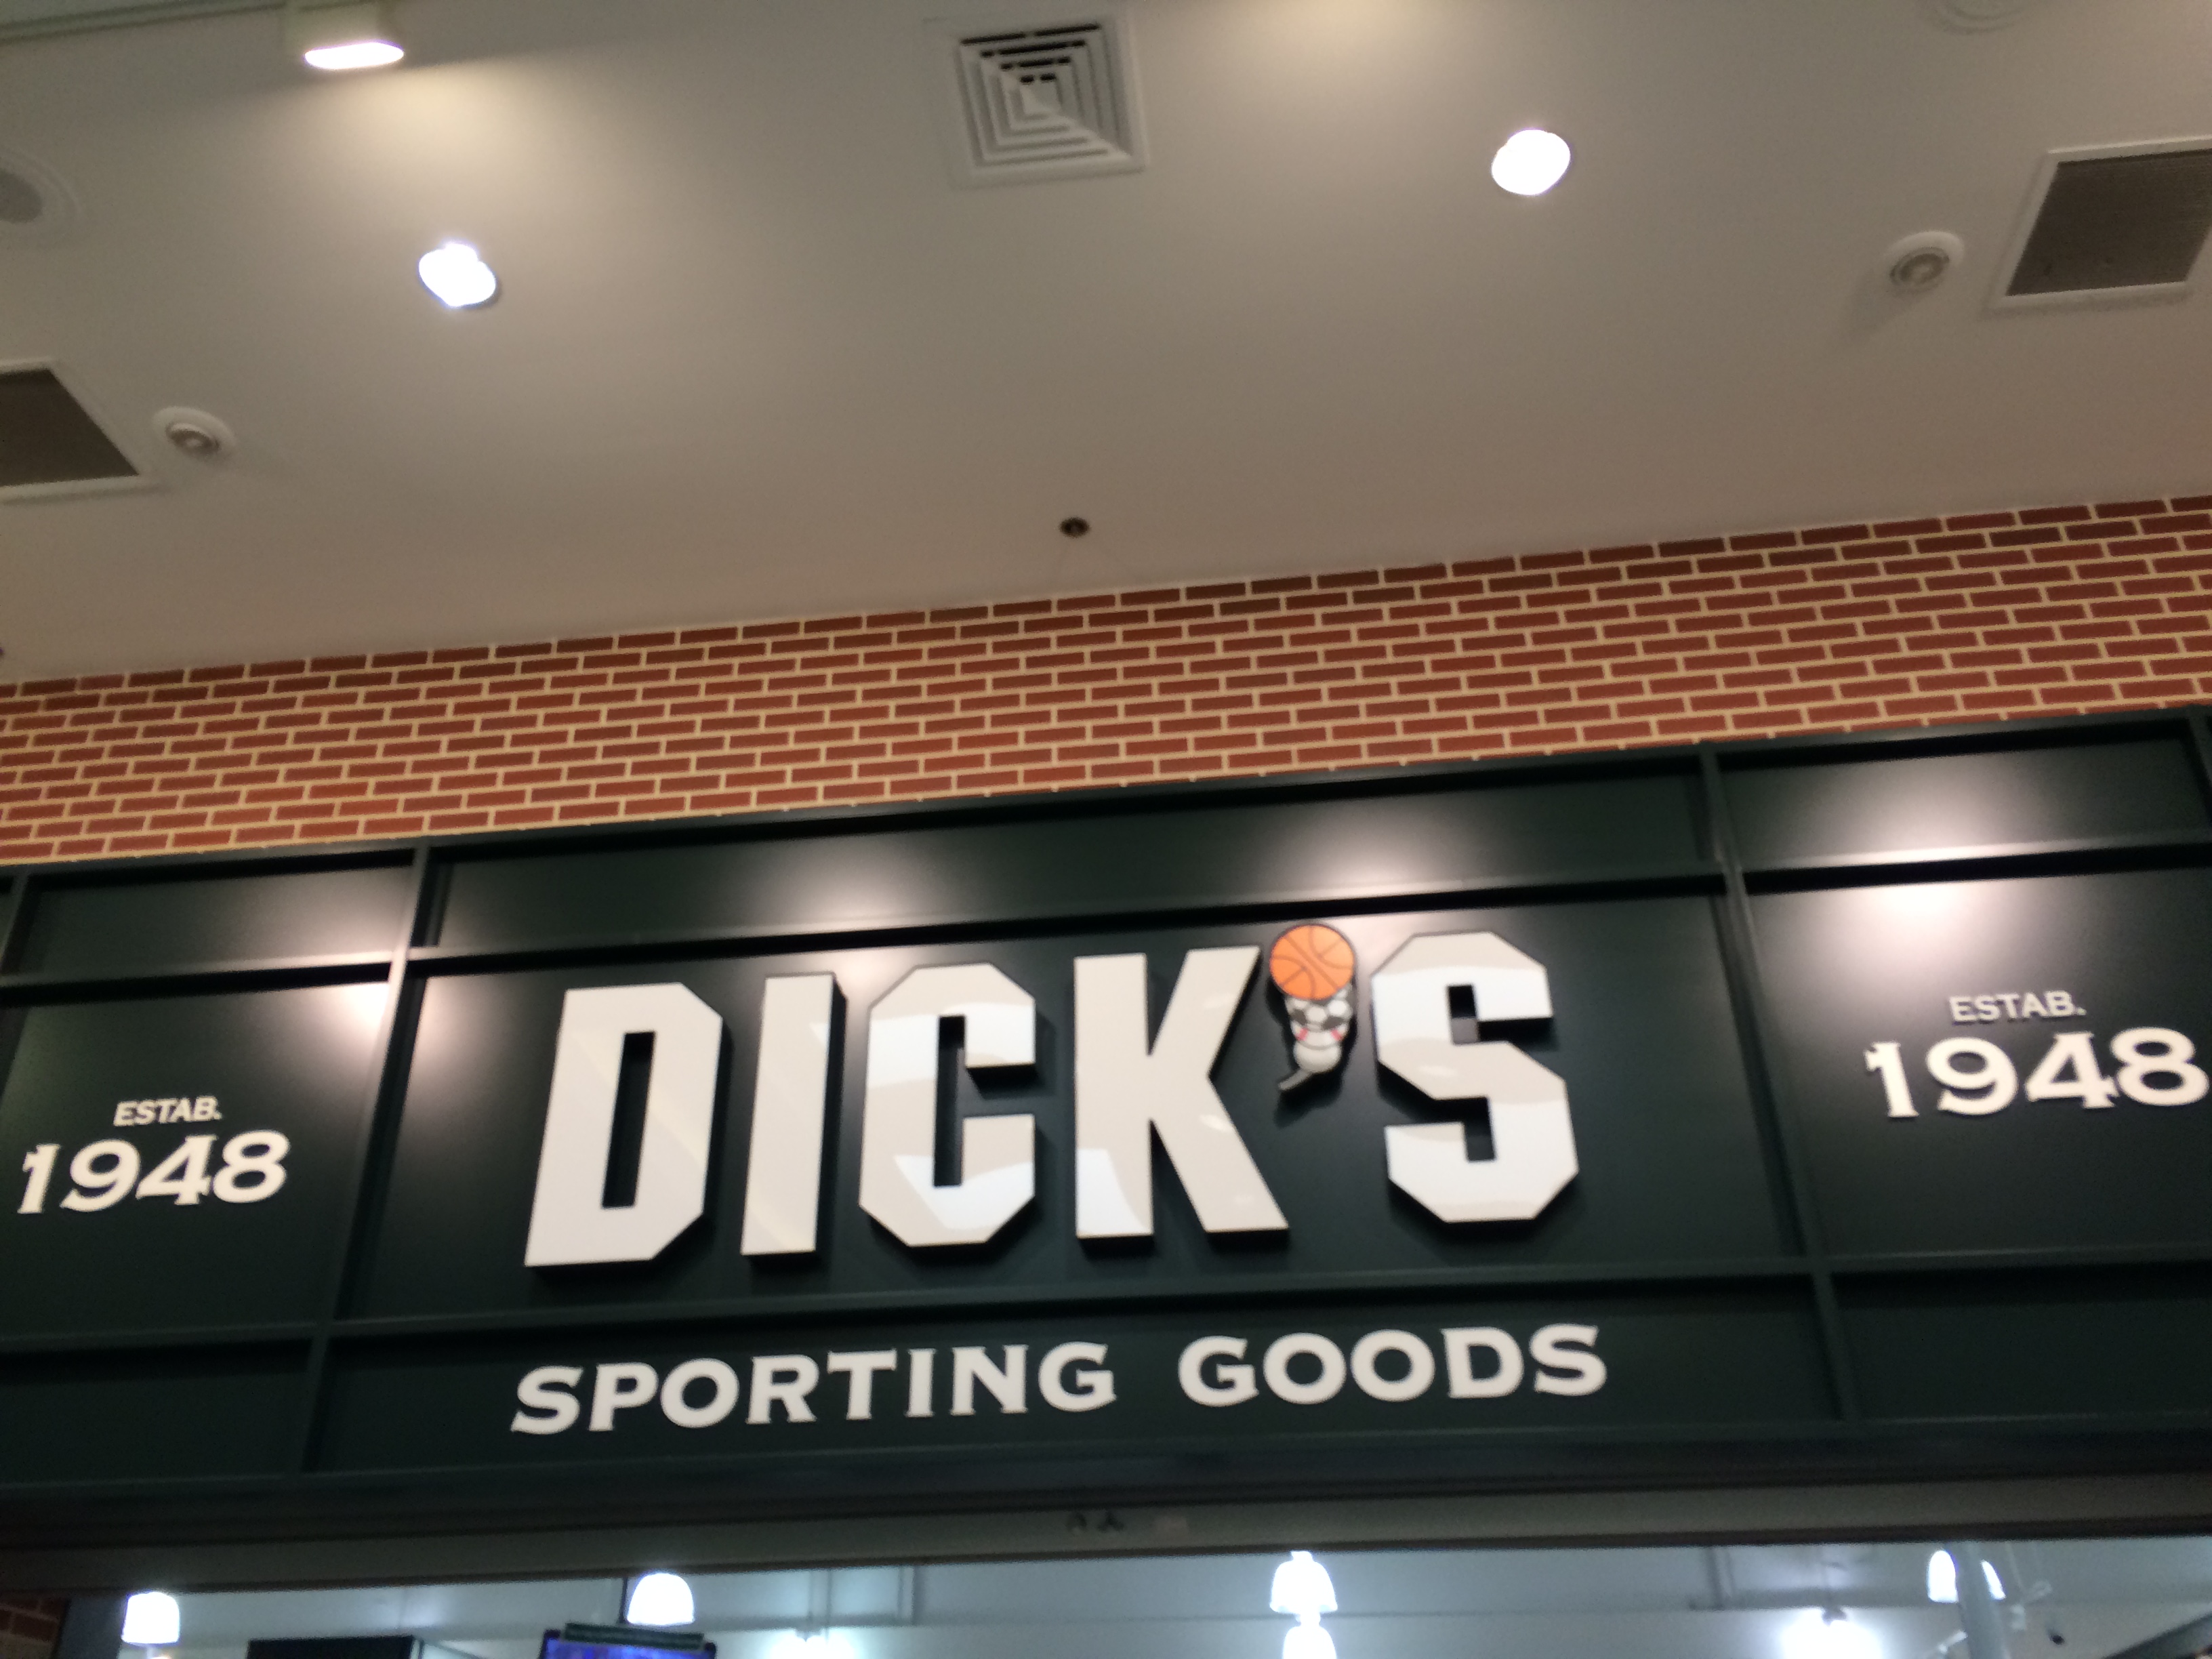 DICK'S
SPORTING GOODS
ESTAB.
1948
ESTAB.
1948